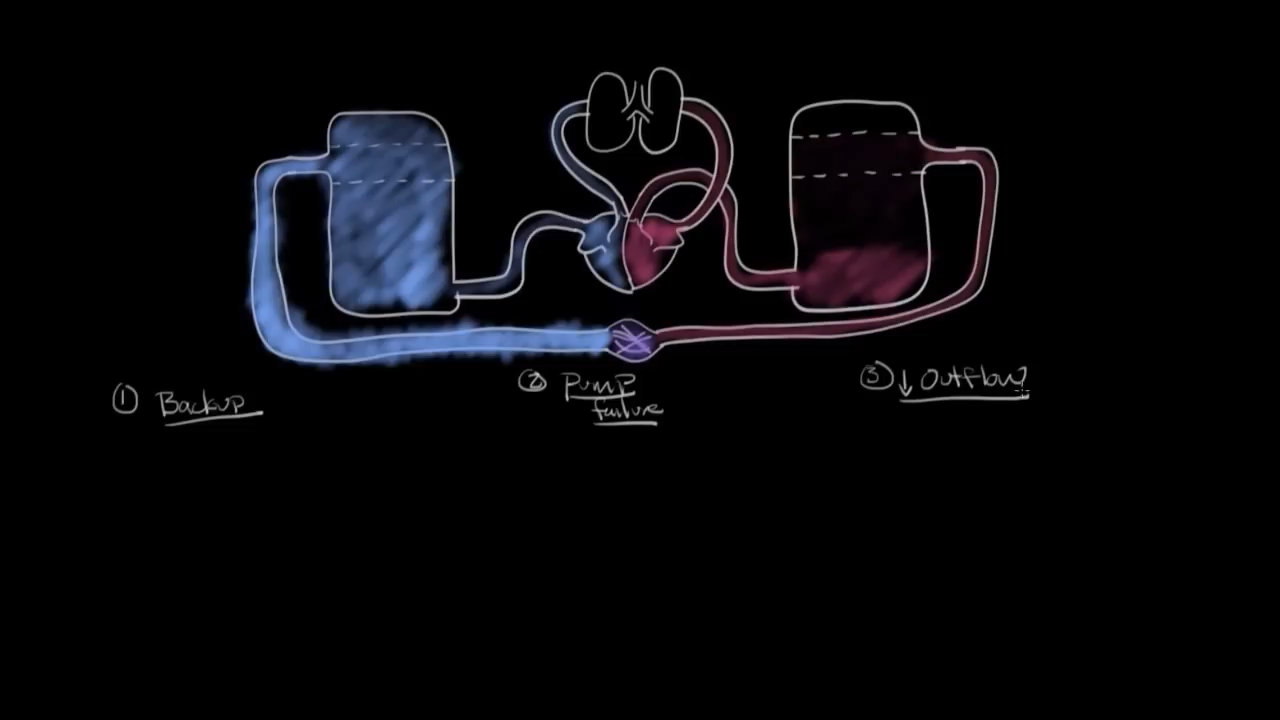 ① Backup
② Pump
failure
③ ↓ Outflow